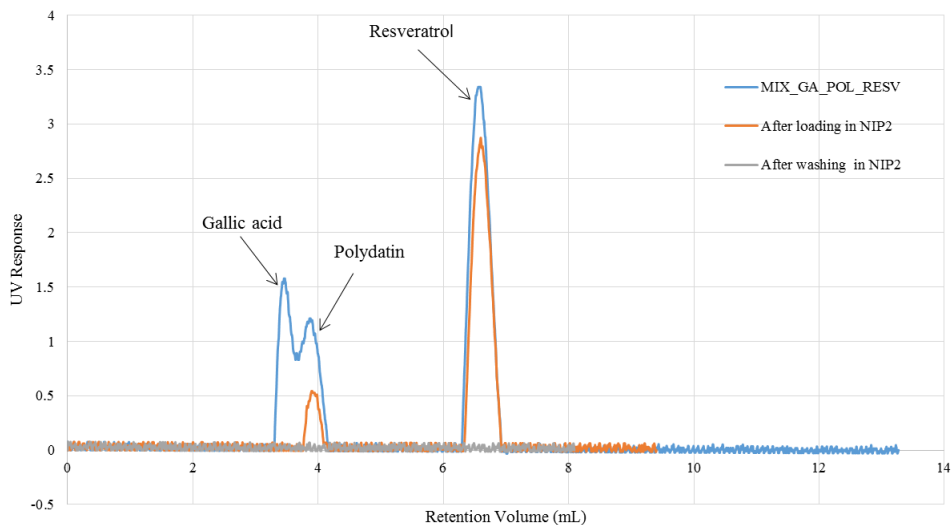 4
Resveratrol
3.5
MIX_GA_POL_RESV
3
After loading in NIP2
2.5
After washing in NIP2
2
Gallic acid
Polydatin
UV Response
1.5
1
0.5
0
0
2
4
6
8
10
12
14
-0.5
Retention Volume (mL)